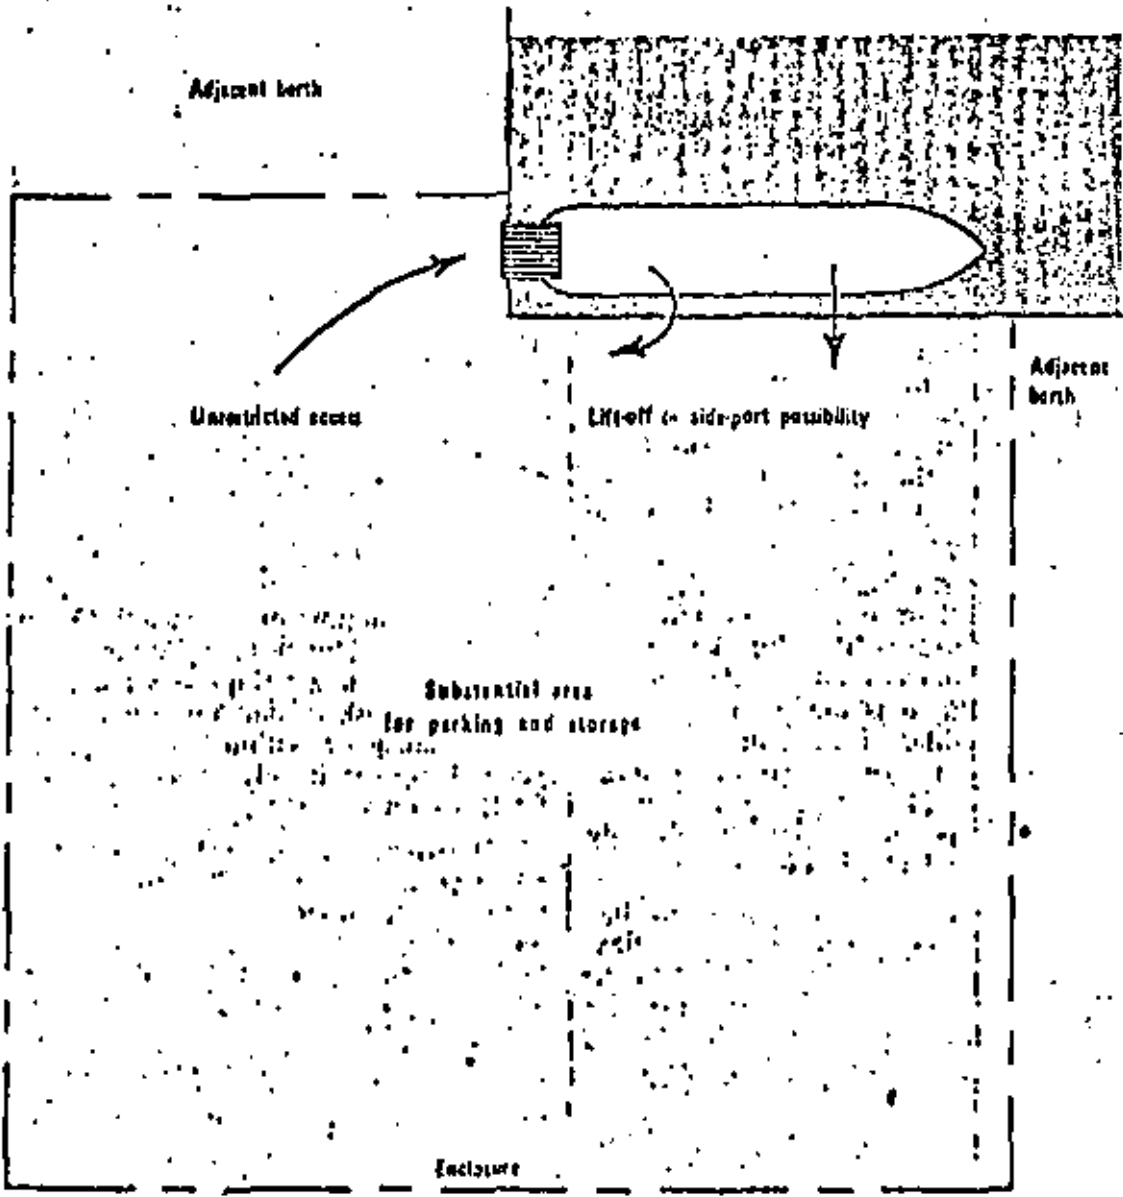 Adjacent berth
Adjacent
berth
Unrestricted access
Lift-off or side-port possibility
Substantial area
for parking and storage
Enclosure